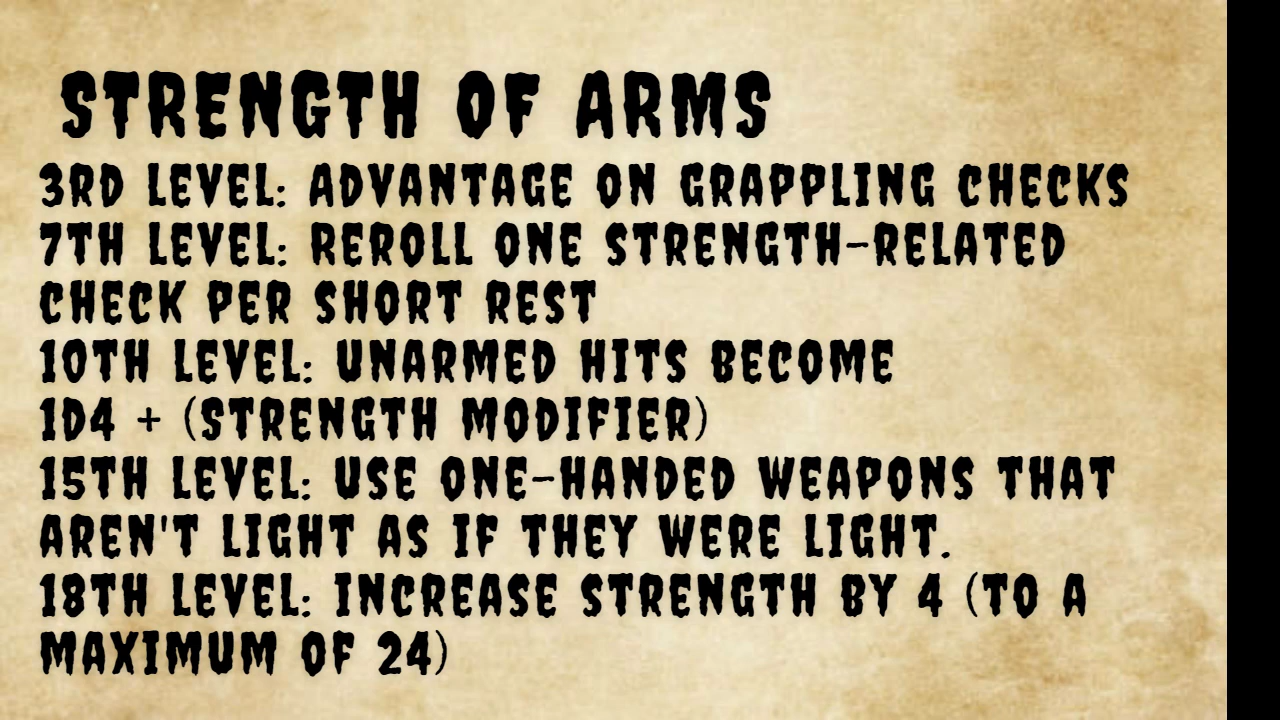 STRENGTH OF ARMS
3RD LEVEL: ADVANTAGE ON GRAPPLING CHECKS
7TH LEVEL: REROLL ONE STRENGTH-RELATED
CHECK PER SHORT REST
10TH LEVEL: UNARMED HITS BECOME
1D4 + (STRENGTH MODIFIER)
15TH LEVEL: USE ONE-HANDED WEAPONS THAT
AREN'T LIGHT AS IF THEY WERE LIGHT.
18TH LEVEL: INCREASE STRENGTH BY 4 (TO A
MAXIMUM OF 24)